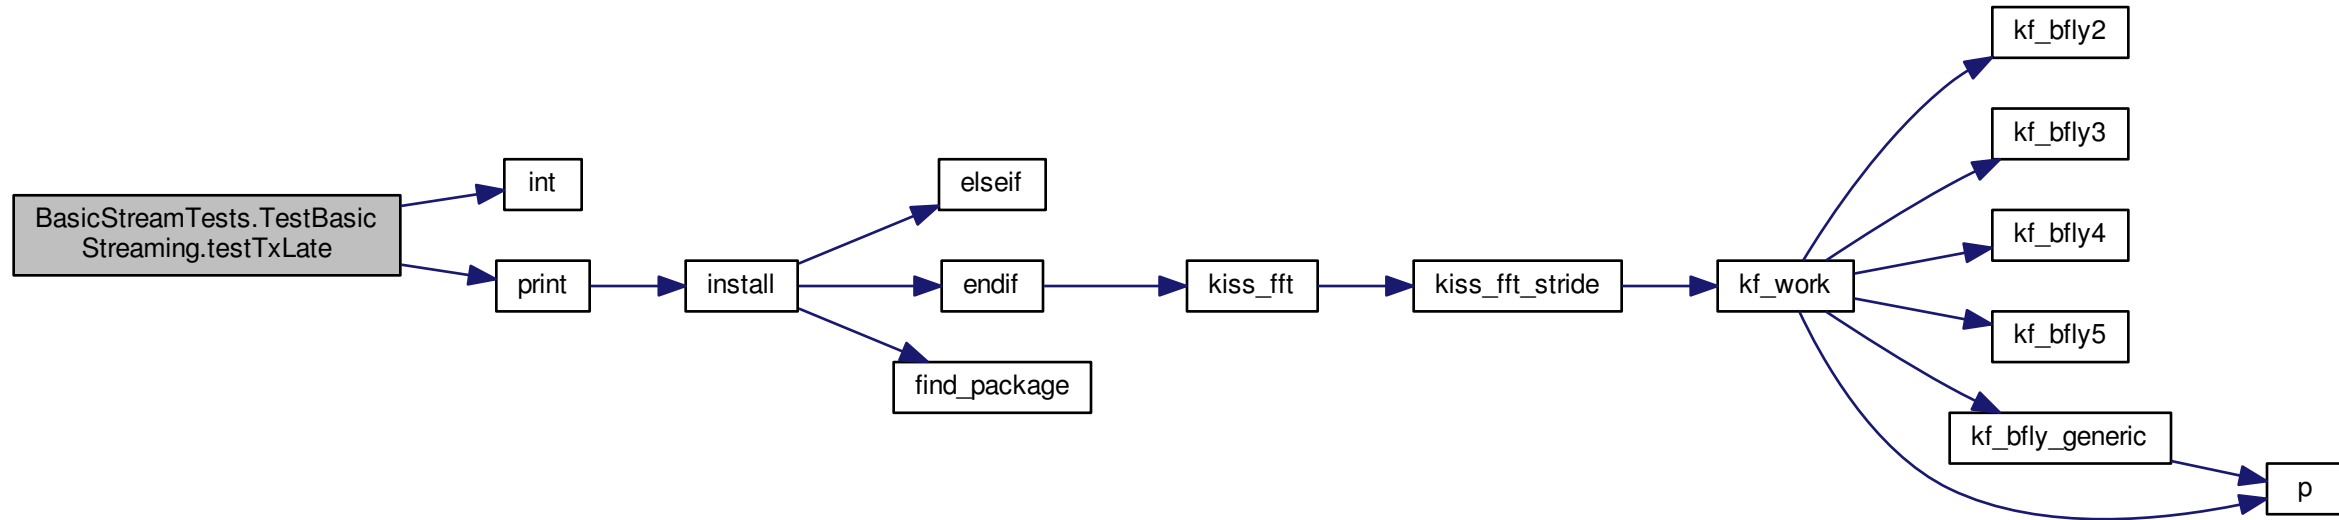 BasicStreamTests.TestBasic
Streaming.testTxLate
int
print
install
elseif
endif
find_package
kiss_fft
kiss_fft_stride
kf_work
kf_bfly2
kf_bfly3
kf_bfly4
kf_bfly5
kf_bfly_generic
p